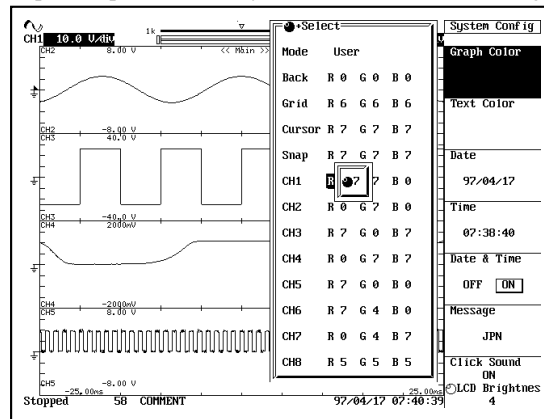 CH1 10.0 V/div
1k
CH2 8.00 V
<< Main >>
CH2 -8.00 V
CH3 40.0 V
CH3 -40.0 V
CH4 2000mV
CH4 -2000mV
CH5 8.00 V
CH5 -8.00 V
-25.00ms
25.00ms
Stopped 58 COMMENT 97/04/17 07:40:39
+Select
Mode User
Back R 0 G 0 B 0
Grid R 6 G 6 B 6
Cursor R 7 G 7 B 7
Snap R 7 G 7 B 7
CH1 R 7 7 B 0
CH2 R 0 G 7 B 0
CH3 R 7 G 0 B 7
CH4 R 0 G 7 B 7
CH5 R 7 G 0 B 0
CH6 R 7 G 4 B 0
CH7 R 0 G 4 B 7
CH8 R 5 G 5 B 5
System Config
Graph Color
Text Color
Date
97/04/17
Time
07:38:40
Date & Time
OFF ON
Message
JPN
Click Sound
ON
LCD Brightnes
4